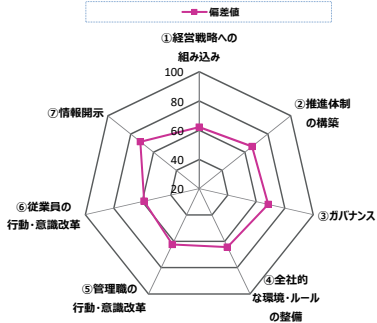 偏差値
①経営戦略への
組み込み
100
80
60
40
20
②推進体制
の構築
③ガバナンス
④全社的
な環境・ルール
の整備
⑤管理職の
行動・意識改革
⑥従業員の
行動・意識改革
⑦情報開示